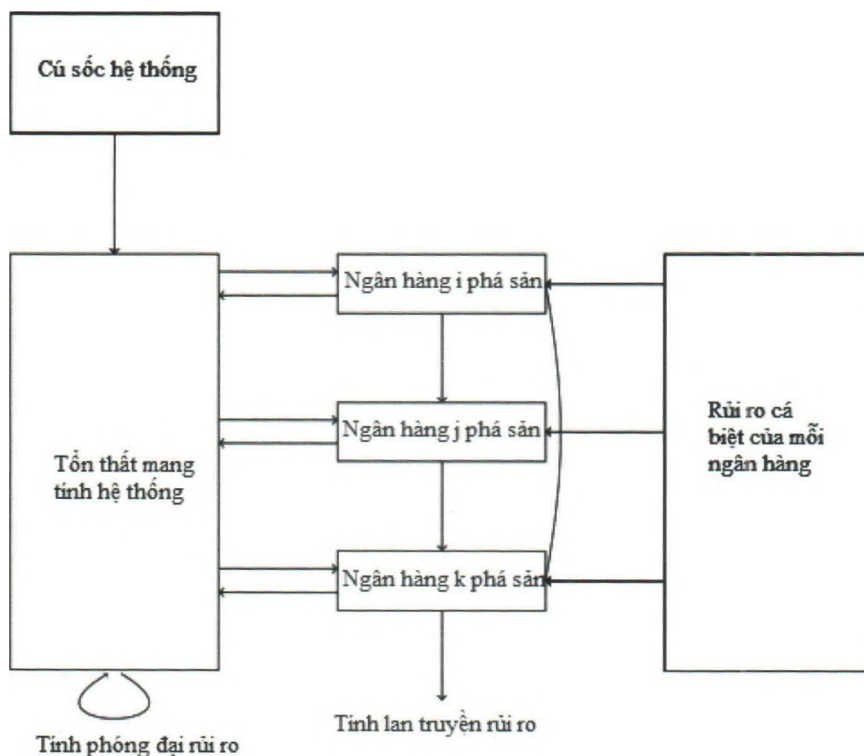 Cú sốc hệ thống
Ngân hàng i phá sản
Ngân hàng j phá sản
Ngân hàng k phá sản
Tổn thất mang
tính hệ thống
Rủi ro cá
biệt của mỗi
ngân hàng
Tính phóng đại rủi ro
Tính lan truyền rủi ro